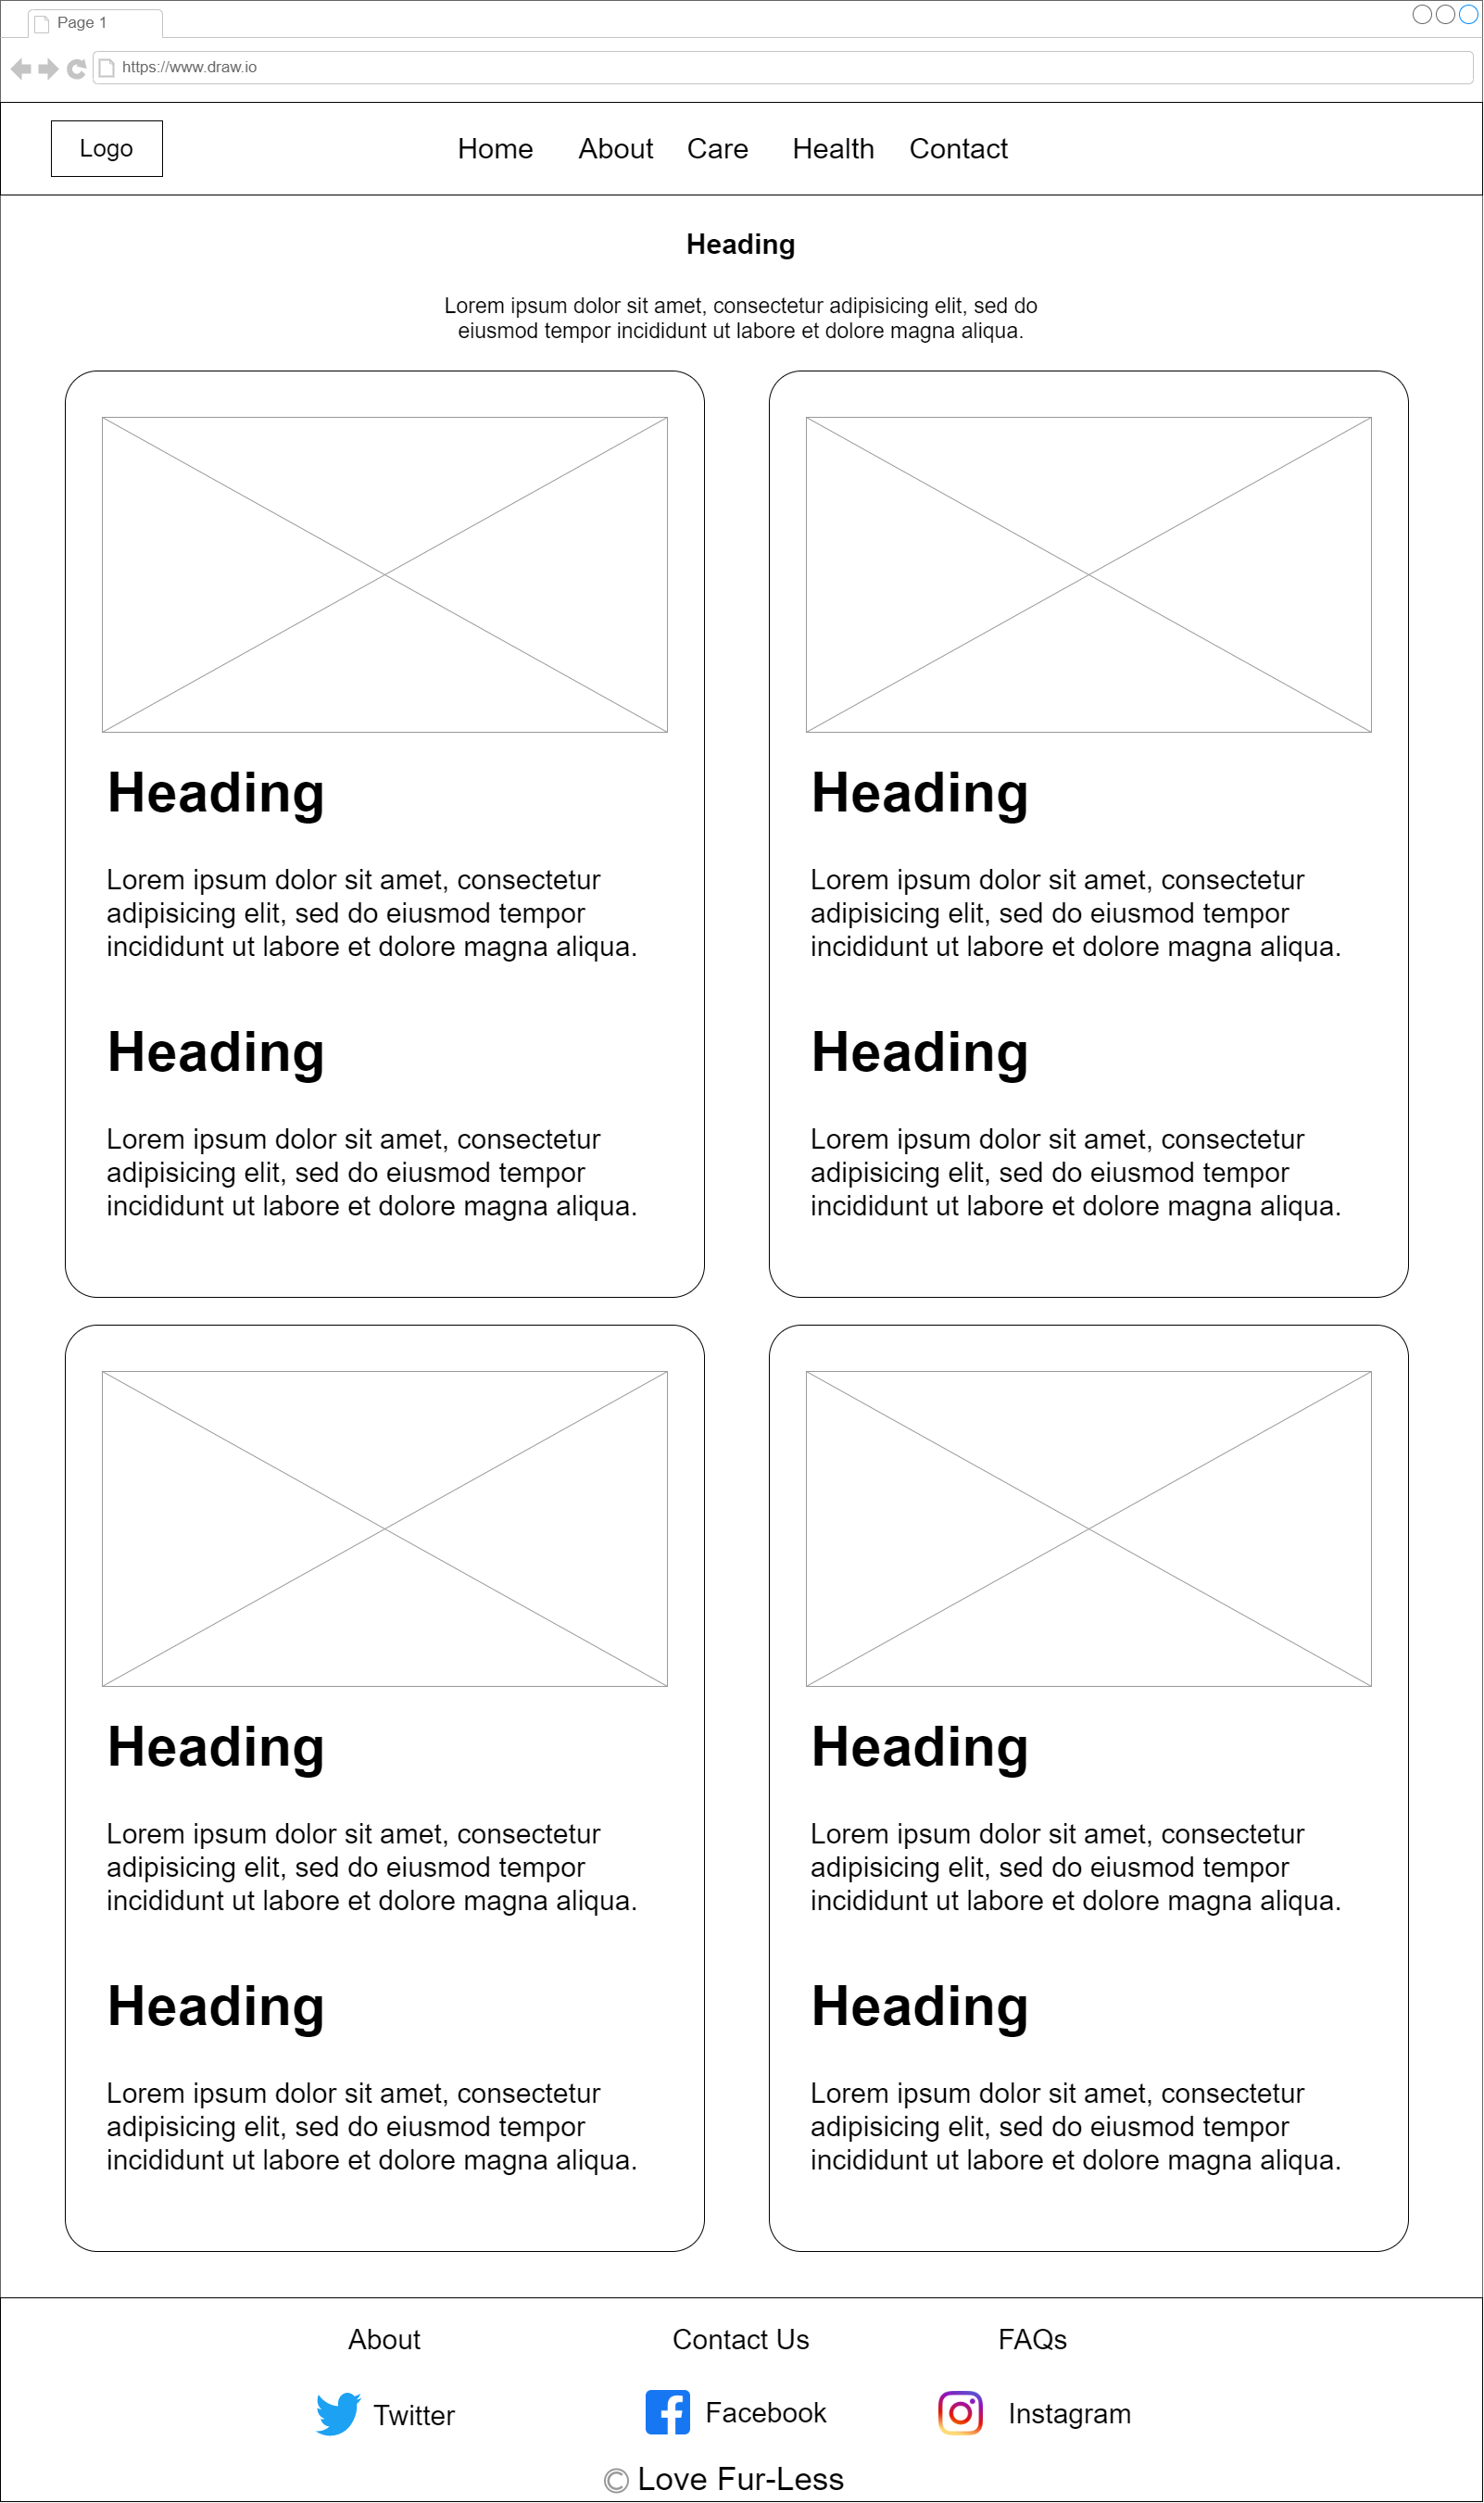 Page 1
https://www.draw.io
Logo
Home About Care Health Contact
Heading
Lorem ipsum dolor sit amet, consectetur adipisicing elit, sed do
eiusmod tempor incididunt ut labore et dolore magna aliqua.
Heading
Lorem ipsum dolor sit amet, consectetur
adipisicing elit, sed do eiusmod tempor
incididunt ut labore et dolore magna aliqua.
Heading
Lorem ipsum dolor sit amet, consectetur
adipisicing elit, sed do eiusmod tempor
incididunt ut labore et dolore magna aliqua.
Heading
Lorem ipsum dolor sit amet, consectetur
adipisicing elit, sed do eiusmod tempor
incididunt ut labore et dolore magna aliqua.
Heading
Lorem ipsum dolor sit amet, consectetur
adipisicing elit, sed do eiusmod tempor
incididunt ut labore et dolore magna aliqua.
Heading
Lorem ipsum dolor sit amet, consectetur
adipisicing elit, sed do eiusmod tempor
incididunt ut labore et dolore magna aliqua.
Heading
Lorem ipsum dolor sit amet, consectetur
adipisicing elit, sed do eiusmod tempor
incididunt ut labore et dolore magna aliqua.
Heading
Lorem ipsum dolor sit amet, consectetur
adipisicing elit, sed do eiusmod tempor
incididunt ut labore et dolore magna aliqua.
Heading
Lorem ipsum dolor sit amet, consectetur
adipisicing elit, sed do eiusmod tempor
incididunt ut labore et dolore magna aliqua.
About Contact Us FAQs
Twitter Facebook Instagram
© Love Fur-Less